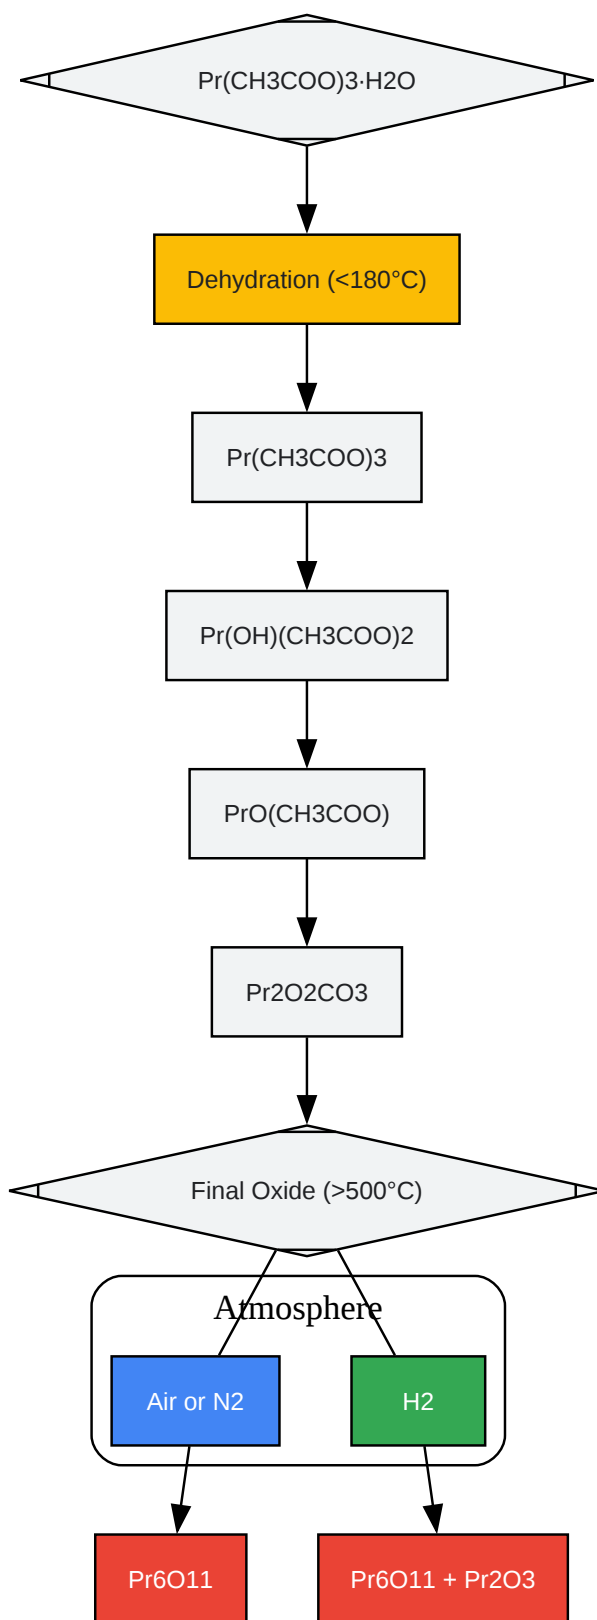 Pr(CH3COO)3·H2O
Dehydration (<180°C)
Pr(CH3COO)3
Pr(OH)(CH3COO)2
PrO(CH3COO)
Pr2O2CO3
Final Oxide (>500°C)
Atmosphere
Air or N2
H2
Pr6O11
Pr6O11 + Pr2O3